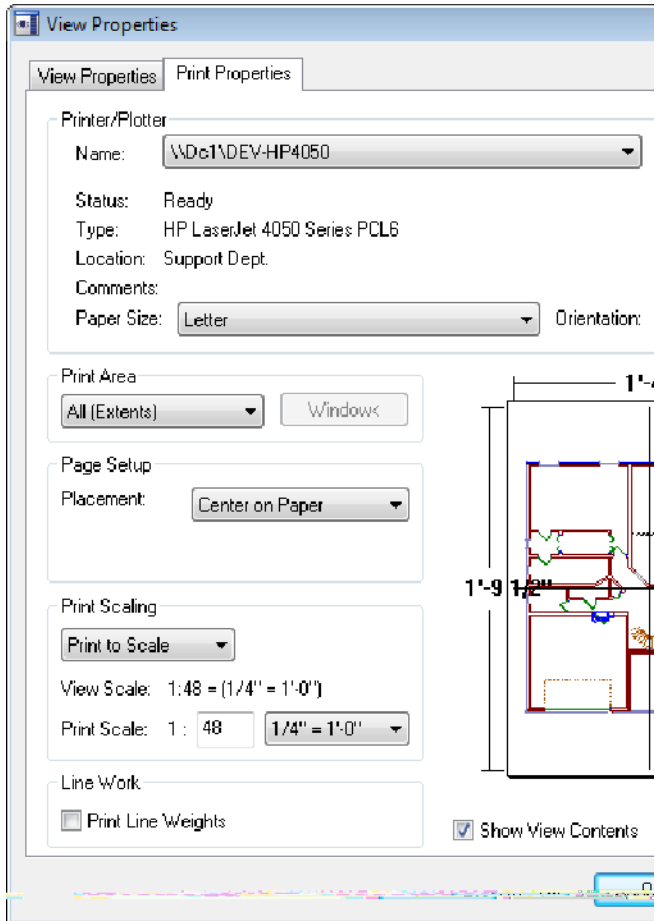 View Properties
View Properties
Print Properties
Printer/Plotter
Name: \\Dc1\DEV-HP4050
Status: Ready
Type: HP LaserJet 4050 Series PCL6
Location: Support Dept.
Comments:
Paper Size: Letter Orientation:
Print Area
All (Extents) Window<
Page Setup
Placement: Center on Paper
Print Scaling
Print to Scale
View Scale: 1:48 = (1/4" = 1'-0")
Print Scale: 1 : 48 1/4" = 1'-0"
Line Work
Print Line Weights
1'-4
1'-9 1/2"
Show View Contents